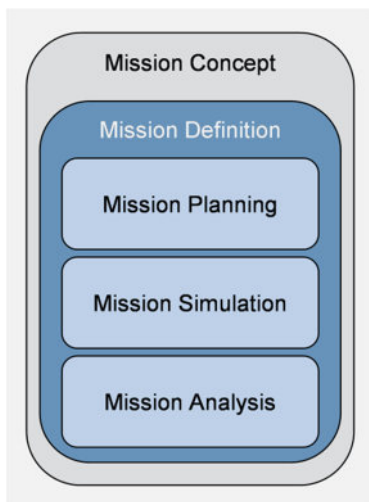 Mission Concept
Mission Definition
Mission Planning
Mission Simulation
Mission Analysis